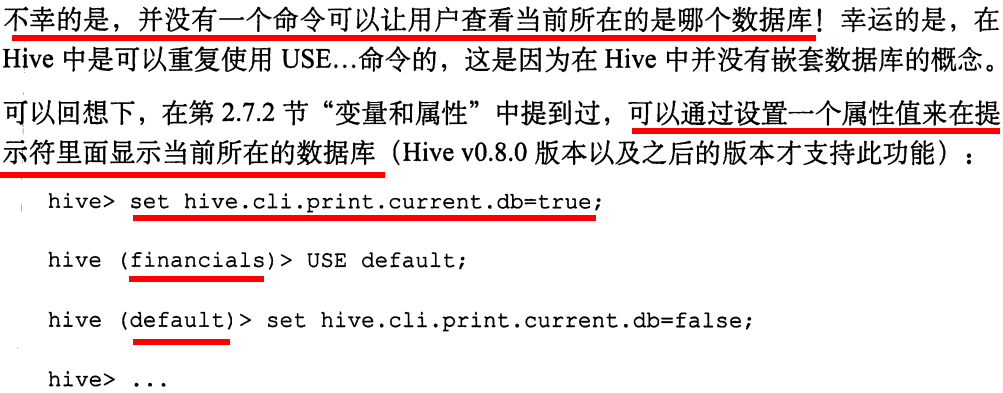 不幸的是，并没有一个命令可以让用户查看当前所在的是哪个数据库！幸运的是，在
Hive 中是可以重复使用 USE…命令的，这是因为在 Hive 中并没有嵌套数据库的概念。
可以回想下，在第 2.7.2 节“变量和属性”中提到过，可以通过设置一个属性值来在提
示符里面显示当前所在的数据库（Hive v0.8.0 版本以及之后的版本才支持此功能）：
hive> set hive.cli.print.current.db=true;
hive (financials)> USE default;
hive (default)> set hive.cli.print.current.db=false;
hive> ...